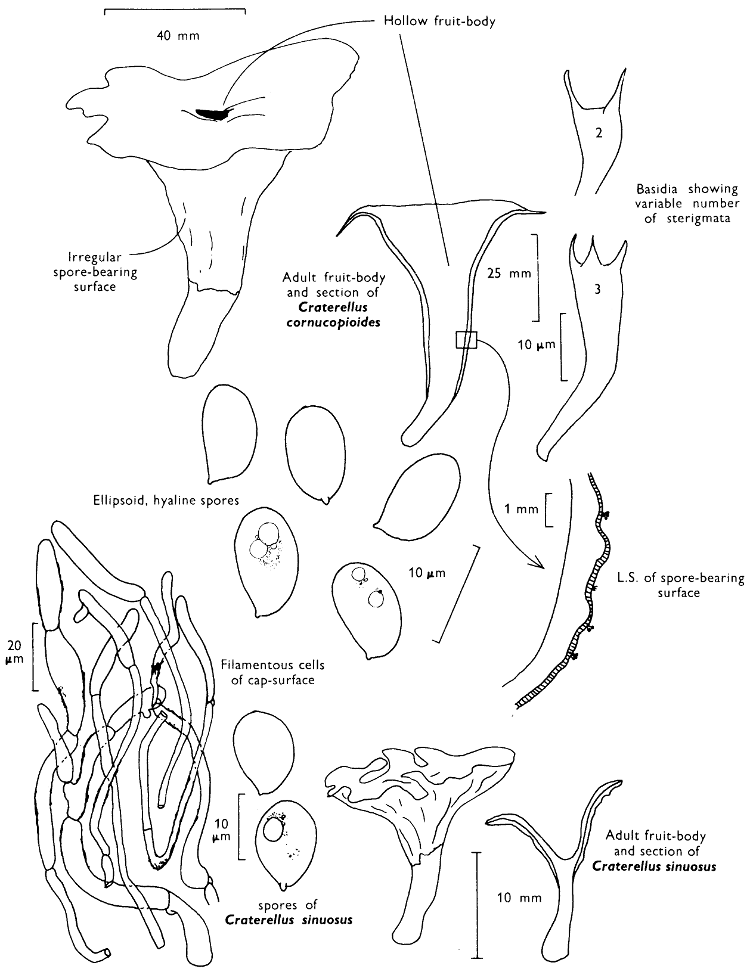 40 mm
Hollow fruit-body
2
Basidia showing
variable number
of sterigmata
Irregular
spore-bearing
surface
Adult fruit-body
and section of
Craterellus
cornucopioides
25 mm
3
10 µm
Ellipsoid, hyaline spores
1 mm
10 µm
L.S. of spore-bearing
surface
20
µm
Filamentous cells
of cap-surface
10
µm
spores of
Craterellus sinuosus
10 mm
Adult fruit-body
and section of
Craterellus sinuosus